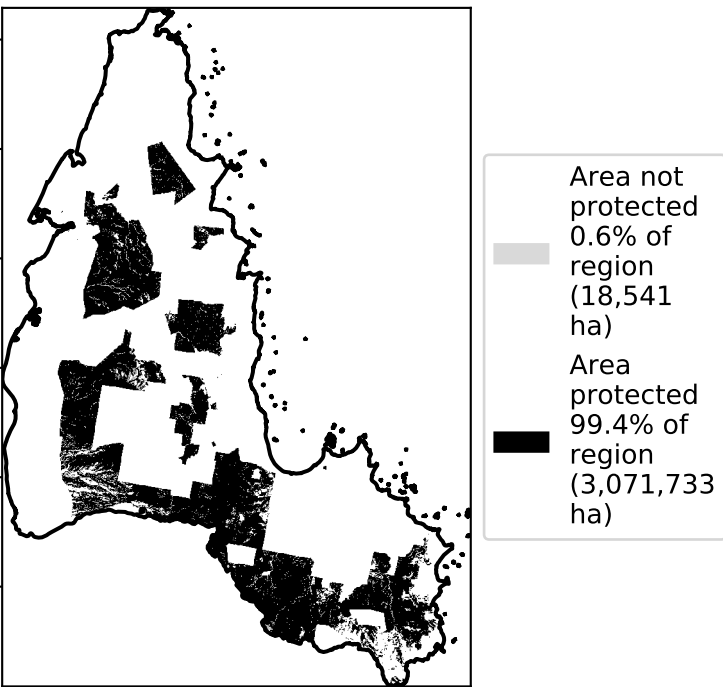 Area not
protected
0.6% of
region
(18,541
ha)
Area
protected
99.4% of
region
(3,071,733
ha)